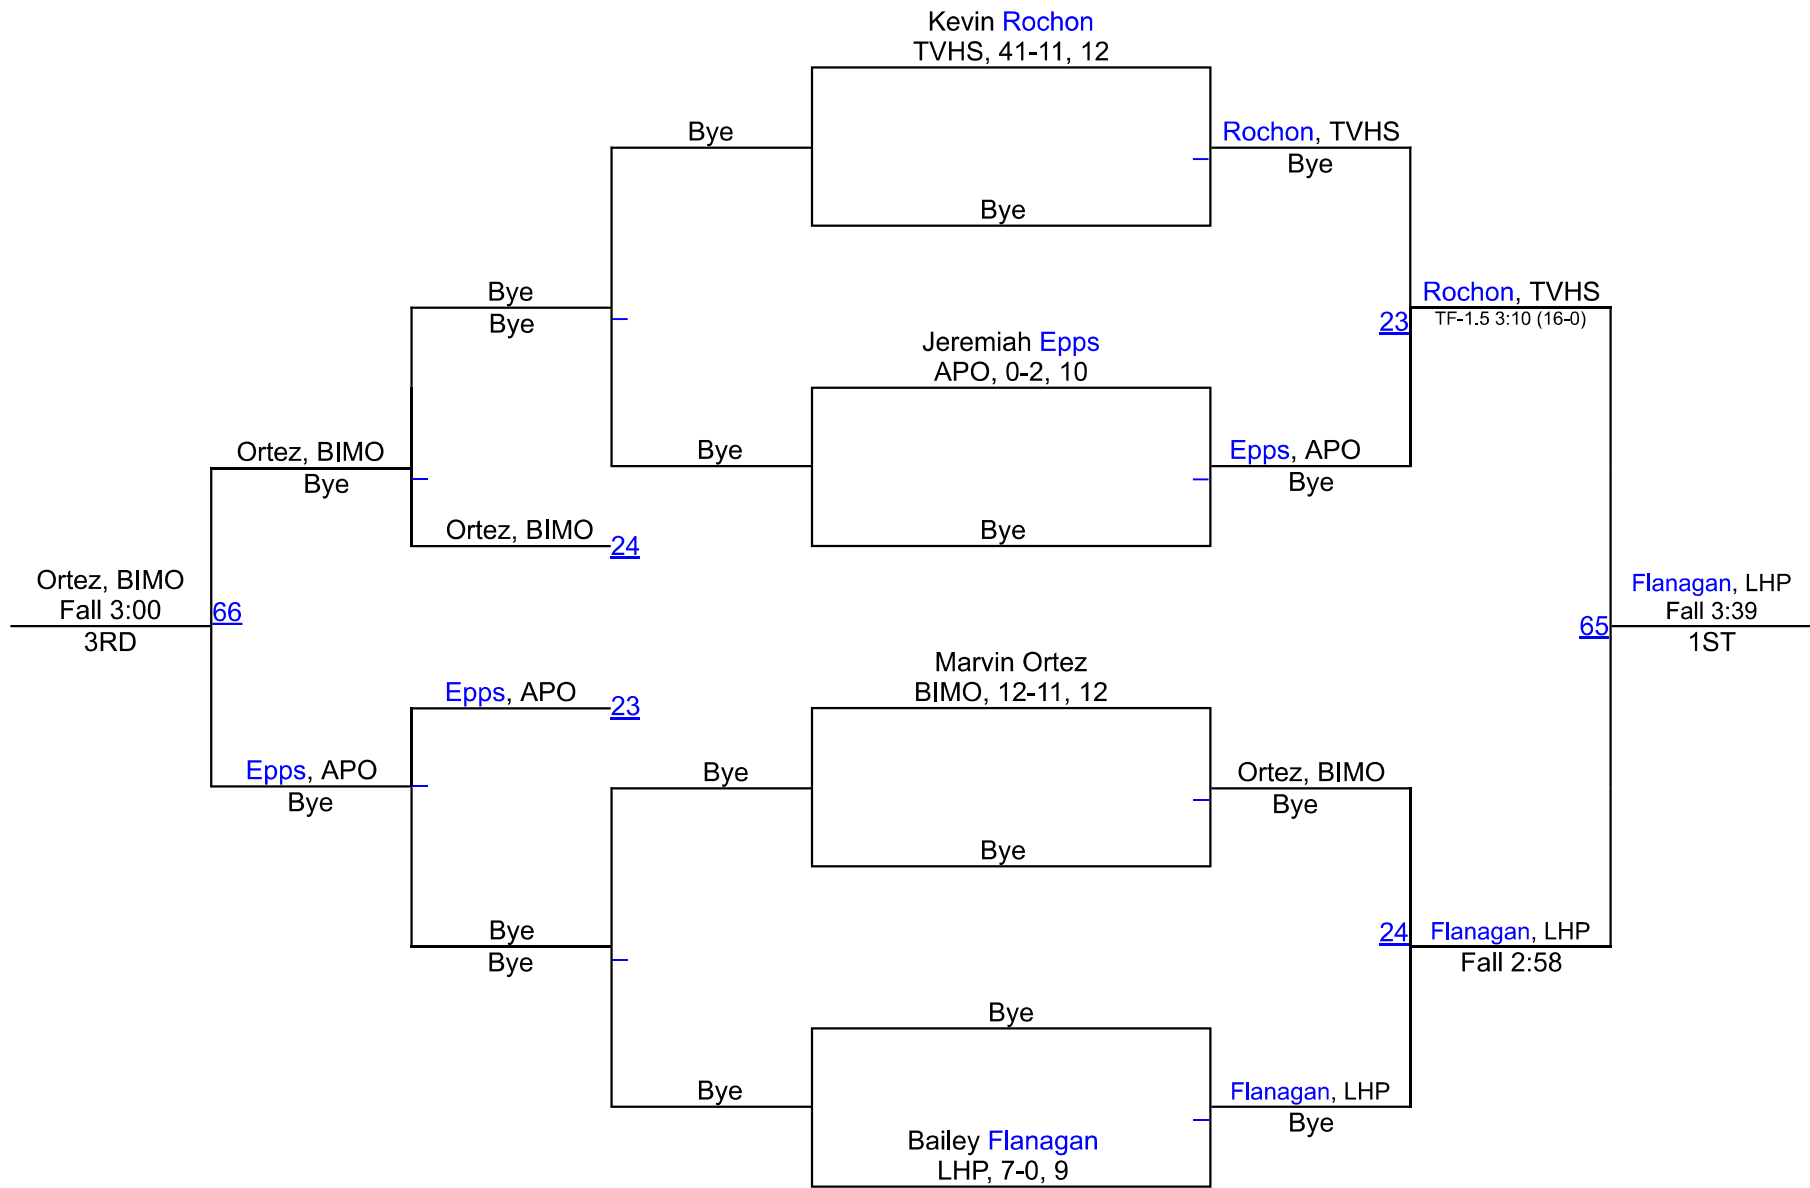 Kevin Rochon
TVHS, 41-11, 12
Bye
Rochon, TVHS
Bye
Bye
Bye
Bye
Rochon, TVHS
TF-1.5 3:10 (16-0)
23
Jeremiah Epps
APO, 0-2, 10
Ortez, BIMO
Bye
Bye
Epps, APO
Bye
Ortez, BIMO
24
Bye
Ortez, BIMO
Fall 3:00
3RD
66
Flanagan, LHP
Fall 3:39
1ST
65
Marvin Ortez
BIMO, 12-11, 12
Epps, APO
23
Epps, APO
Bye
Bye
Ortez, BIMO
Bye
Bye
Bye
Bye
24
Flanagan, LHP
Fall 2:58
Bye
Bye
Flanagan, LHP
Bye
Bailey Flanagan
LHP, 7-0, 9